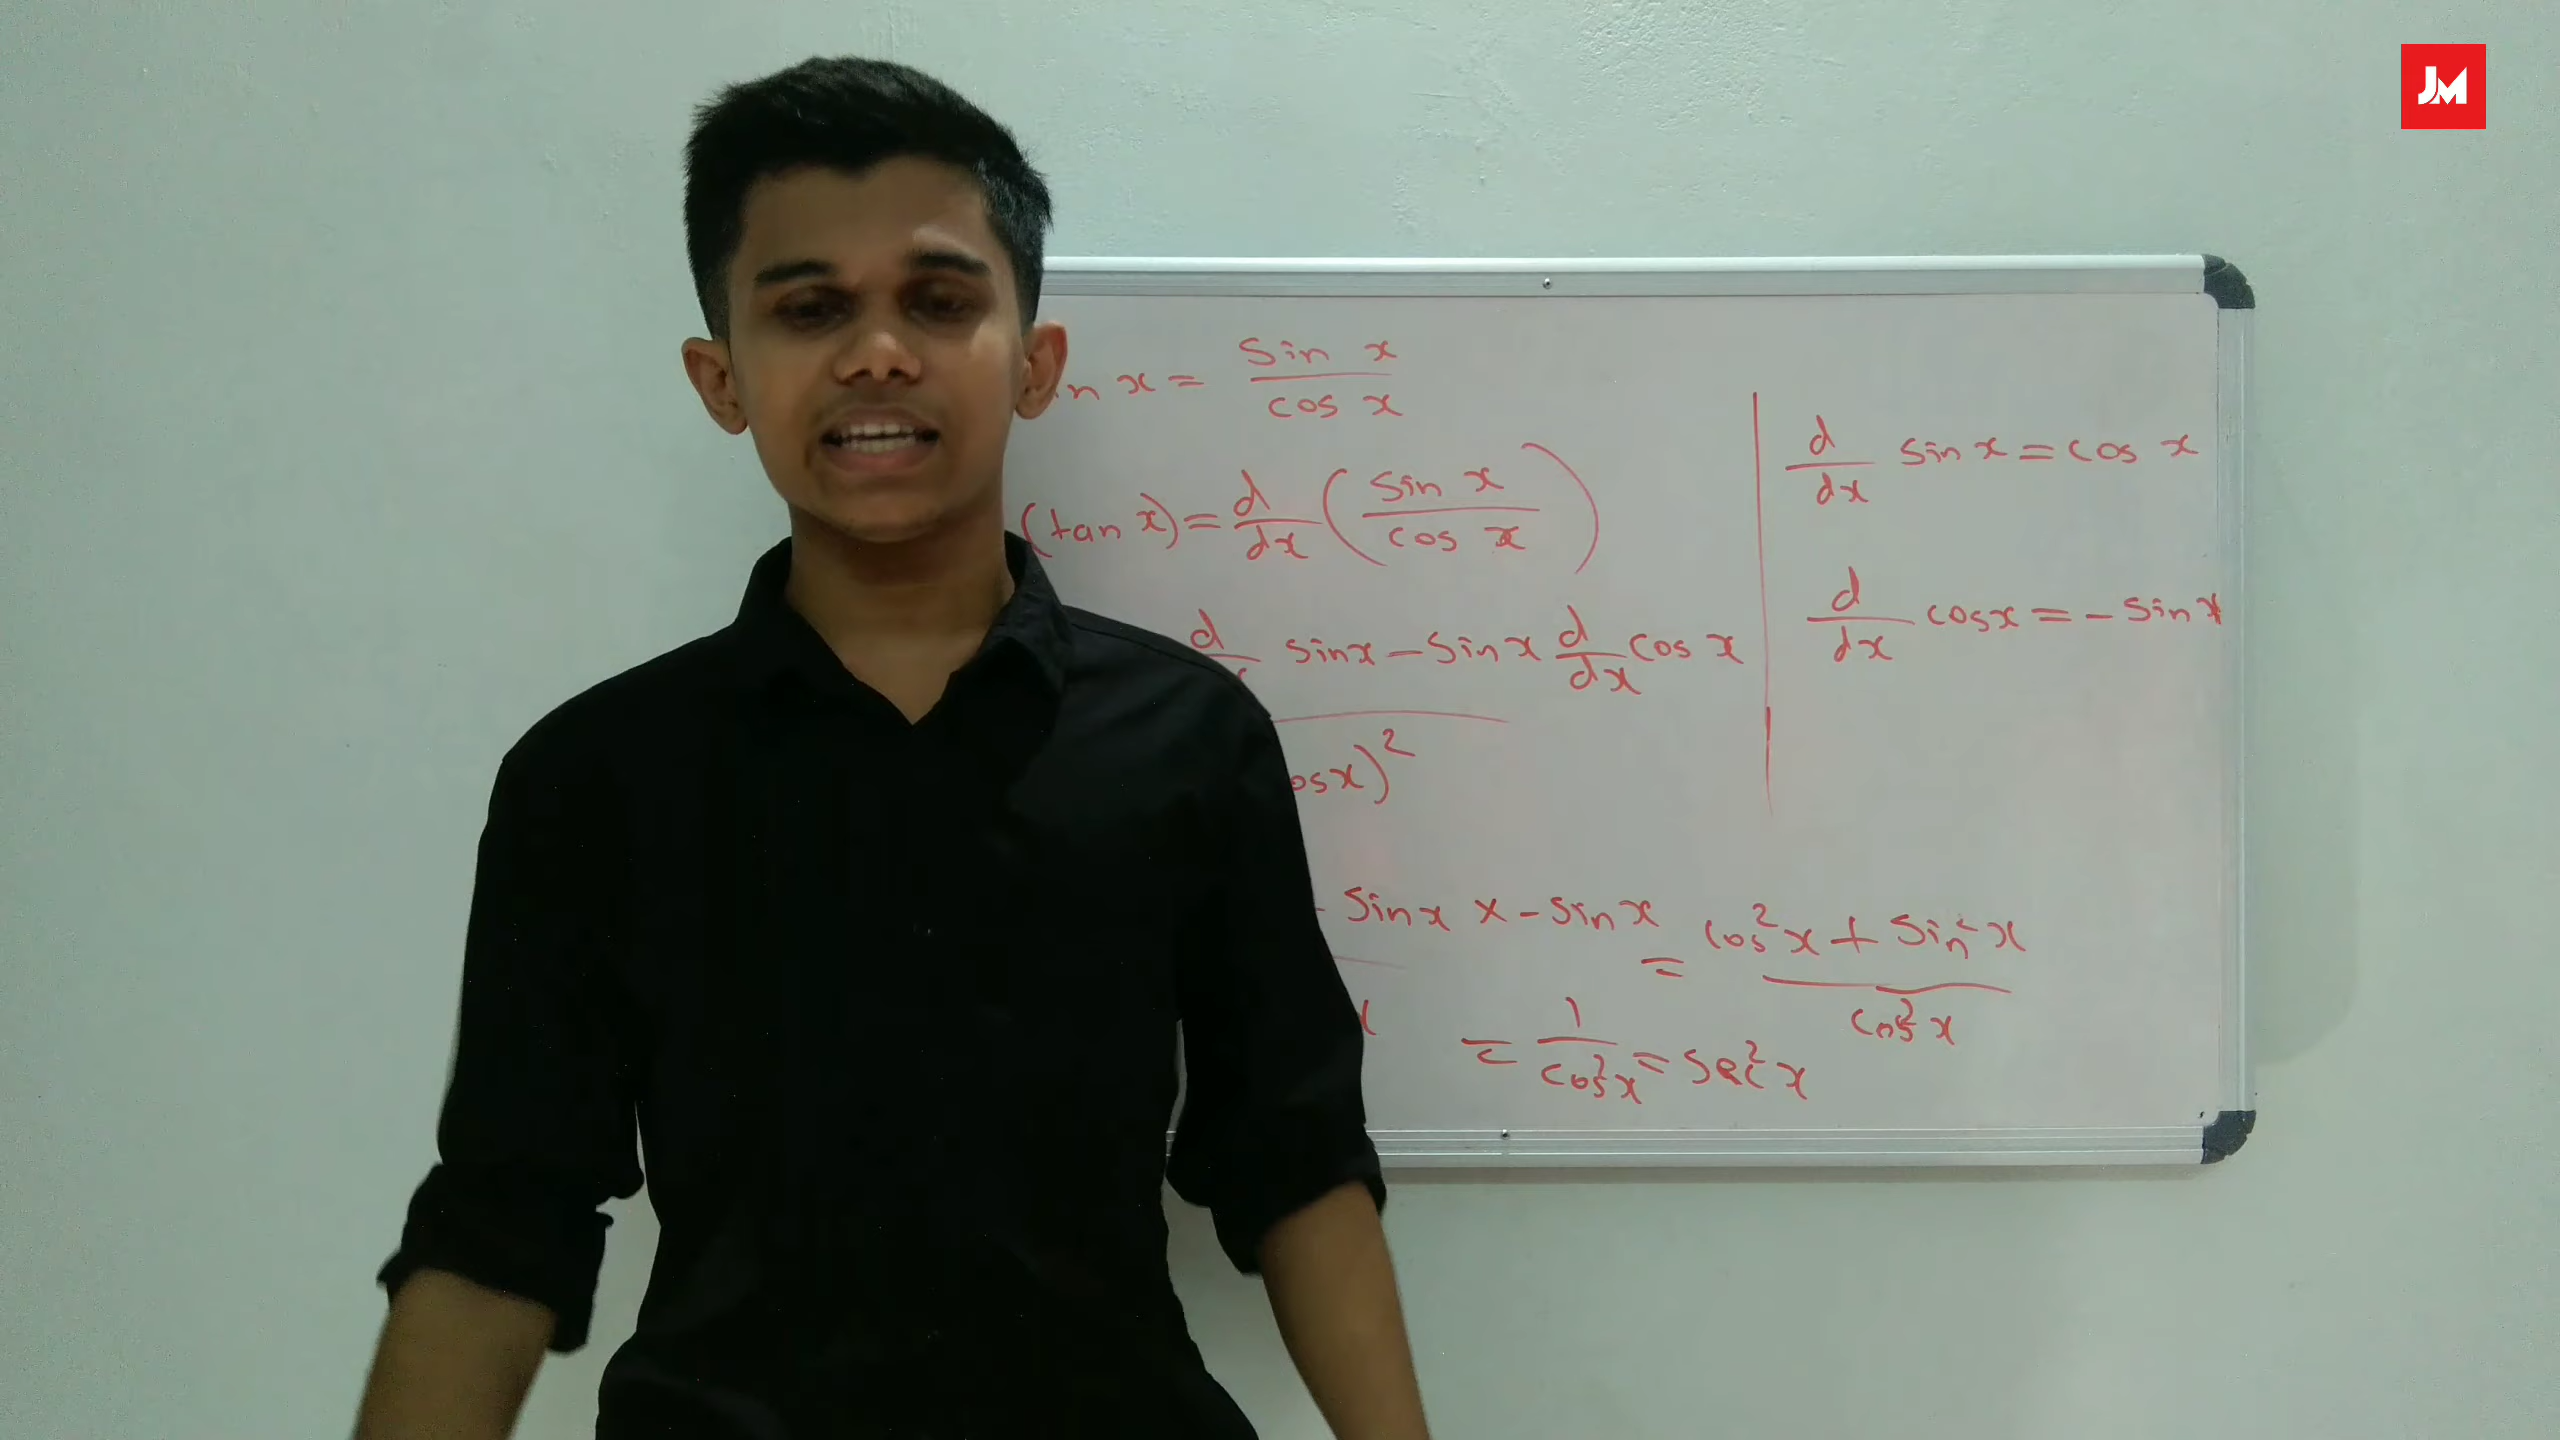 JM
n x = sin x / cos x
(tan x) = d/dx (sin x / cos x)
d sin x - sin x d/dx cos x
osx)²
- sin x × - sin x
= cos²x + sin²x / cos²x
= 1 / cos²x = sec²x
d/dx sin x = cos x
d/dx cos x = - sin x